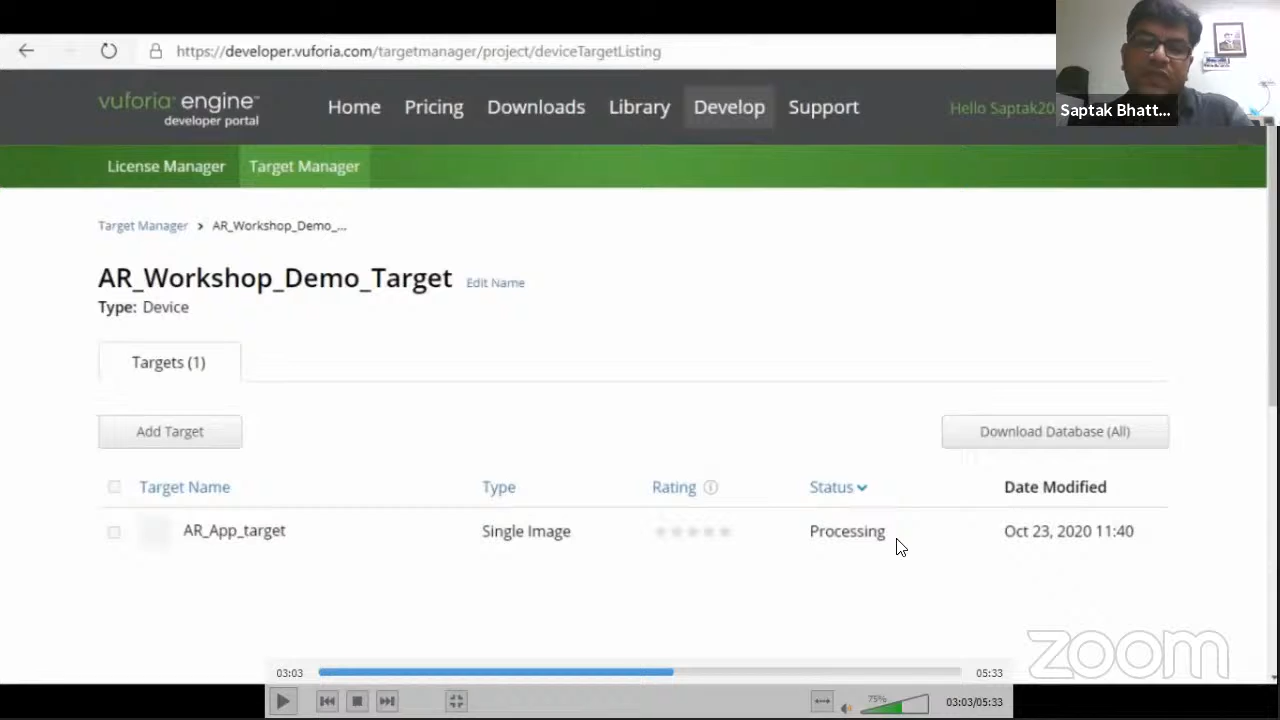 https://developer.vuforia.com/targetmanager/project/deviceTargetListing
vuforia engine™
developer portal
Home Pricing Downloads Library Develop Support
Hello Saptak20
Saptak Bhatt...
License Manager Target Manager
Target Manager > AR_Workshop_Demo_...
AR_Workshop_Demo_Target Edit Name
Type: Device
Targets (1)
Add Target Download Database (All)
Target Name Type Rating Status Date Modified
AR_App_target Single Image Processing Oct 23, 2020 11:40
zoom
03:03 05:33
75% 03:03/05:33